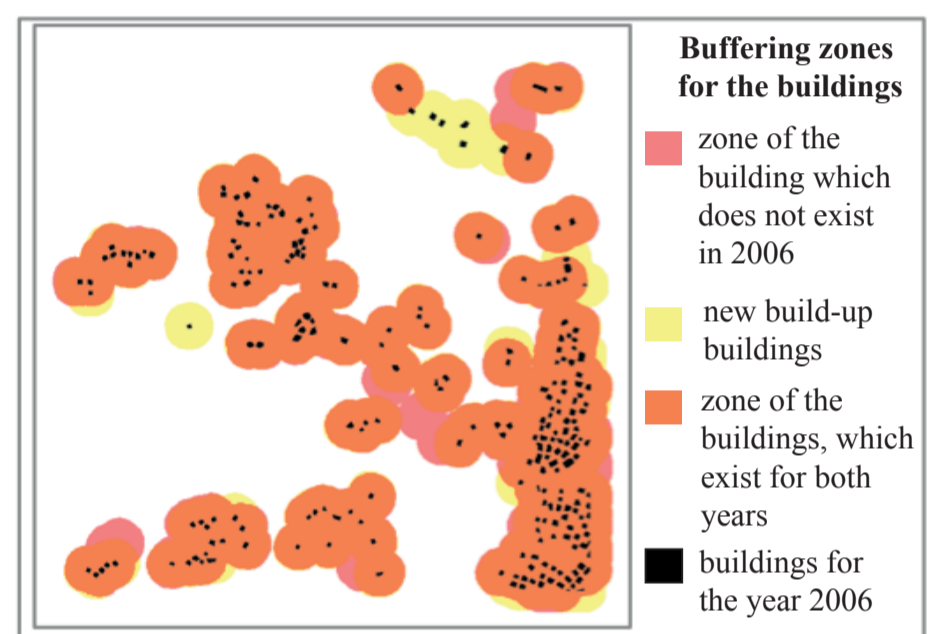 Buffering zones
for the buildings
zone of the
building which
does not exist
in 2006
new build-up
buildings
zone of the
buildings, which
exist for both
years
buildings for
the year 2006